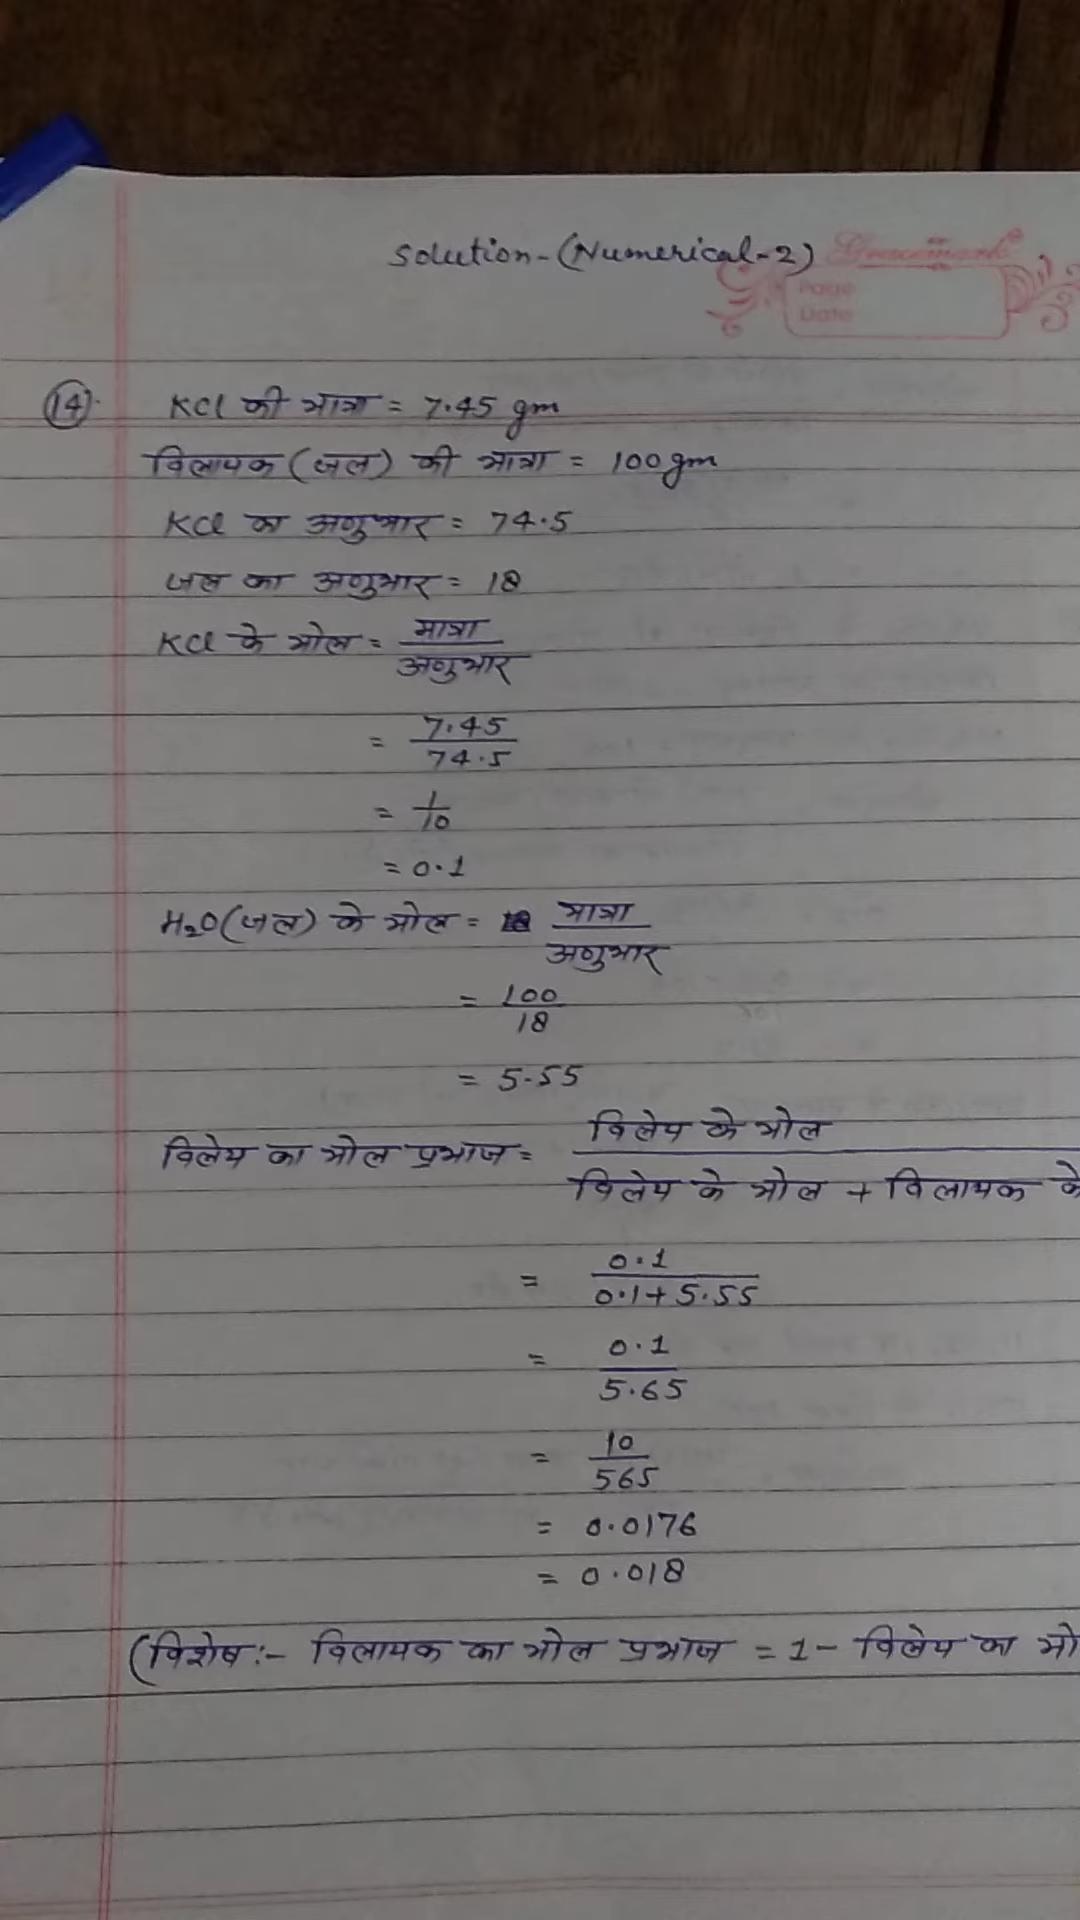 Solution-(Numerical-2)
Page
Date
(14). KCl की मात्रा = 7.45 gm
विलायक (जल) की मात्रा = 100 gm
KCl का अणुभार = 74.5
जल का अणुभार = 18
KCl के मोल = मात्रा / अणुभार
= 7.45 / 74.5
= 1/10
= 0.1
H₂O (जल) के मोल = मात्रा / अणुभार
= 100 / 18
= 5.55
विलेय का मोल प्रभाज = विलेय के मोल / विलेय के मोल + विलायक के
= 0.1 / 0.1+5.55
= 0.1 / 5.65
= 10 / 565
= 0.0176
= 0.018
(विशेष:- विलायक का मोल प्रभाज = 1 - विलेय का मो